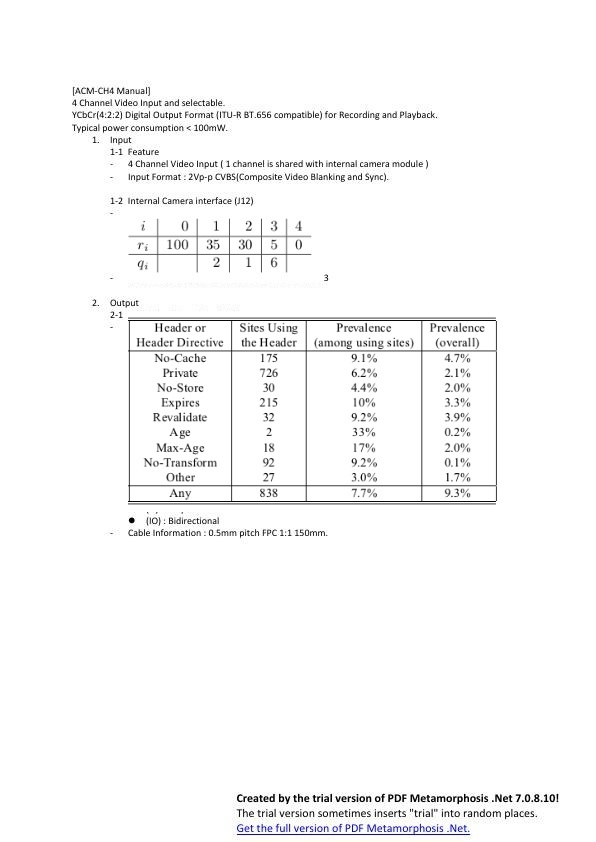 [ACM-CH4 Manual]
4 Channel Video Input and selectable.
YCbCr(4:2:2) Digital Output Format (ITU-R BT.656 compatible) for Recording and Playback.
Typical power consumption < 100mW.
1. Input
1-1 Feature
- 4 Channel Video Input ( 1 channel is shared with internal camera module )
- Input Format : 2Vp-p CVBS(Composite Video Blanking and Sync).
1-2 Internal Camera interface (J12)
-
i 0 1 2 3 4
ri 100 35 30 5 0
qi 2 1 6
- 3
2. Output
2-1
-
Header or Sites Using Prevalence Prevalence
Header Directive the Header (among using sites) (overall)
No-Cache 175 9.1% 4.7%
Private 726 6.2% 2.1%
No-Store 30 4.4% 2.0%
Expires 215 10% 3.3%
Revalidate 32 9.2% 3.9%
Age 2 33% 0.2%
Max-Age 18 17% 2.0%
No-Transform 92 9.2% 0.1%
Other 27 3.0% 1.7%
Any 838 7.7% 9.3%
● (IO) : Bidirectional
- Cable Information : 0.5mm pitch FPC 1:1 150mm.
Created by the trial version of PDF Metamorphosis .Net 7.0.8.10!
The trial version sometimes inserts "trial" into random places.
Get the full version of PDF Metamorphosis .Net.